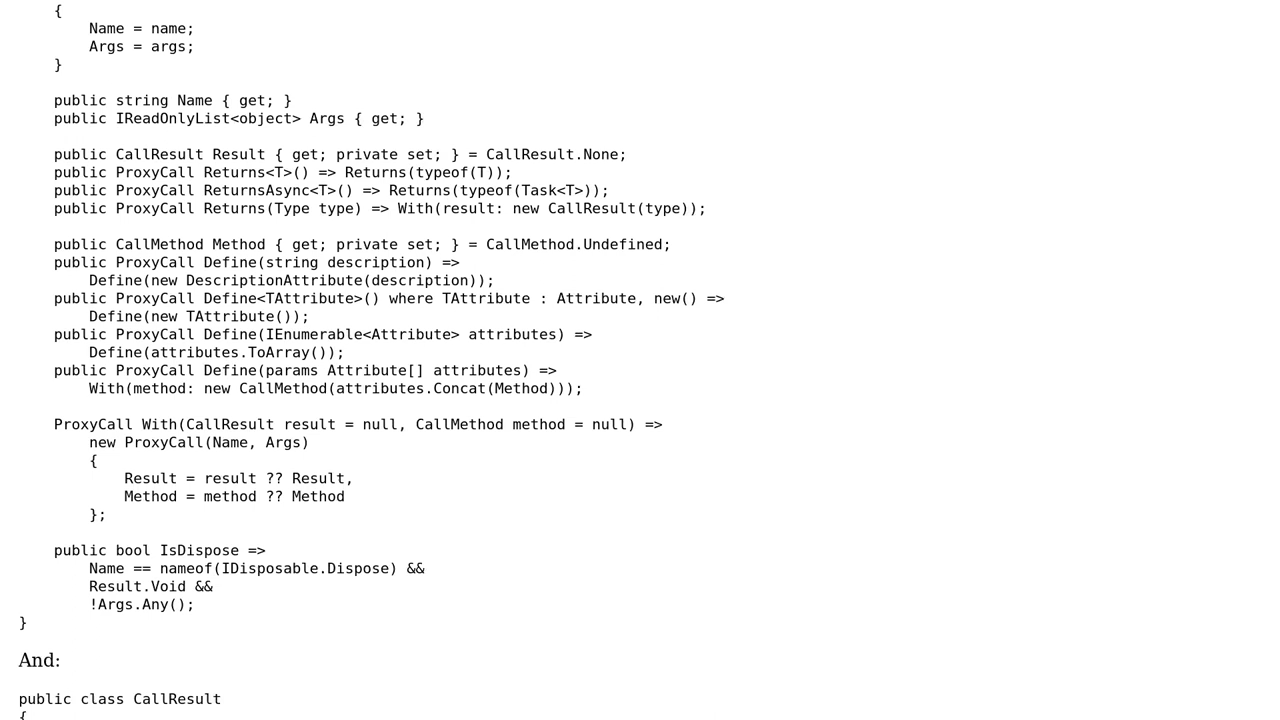 {
Name = name;
Args = args;
}
public string Name { get; }
public IReadOnlyList<object> Args { get; }
public CallResult Result { get; private set; } = CallResult.None;
public ProxyCall Returns<T>() => Returns(typeof(T));
public ProxyCall ReturnsAsync<T>() => Returns(typeof(Task<T>));
public ProxyCall Returns(Type type) => With(result: new CallResult(type));
public CallMethod Method { get; private set; } = CallMethod.Undefined;
public ProxyCall Define(string description) =>
Define(new DescriptionAttribute(description));
public ProxyCall Define<TAttribute>() where TAttribute : Attribute, new() =>
Define(new TAttribute());
public ProxyCall Define(IEnumerable<Attribute> attributes) =>
Define(attributes.ToArray());
public ProxyCall Define(params Attribute[] attributes) =>
With(method: new CallMethod(attributes.Concat(Method)));
ProxyCall With(CallResult result = null, CallMethod method = null) =>
new ProxyCall(Name, Args)
{
Result = result ?? Result,
Method = method ?? Method
};
public bool IsDispose =>
Name == nameof(IDisposable.Dispose) &&
Result.Void &&
!Args.Any();
}
And:
public class CallResult
{